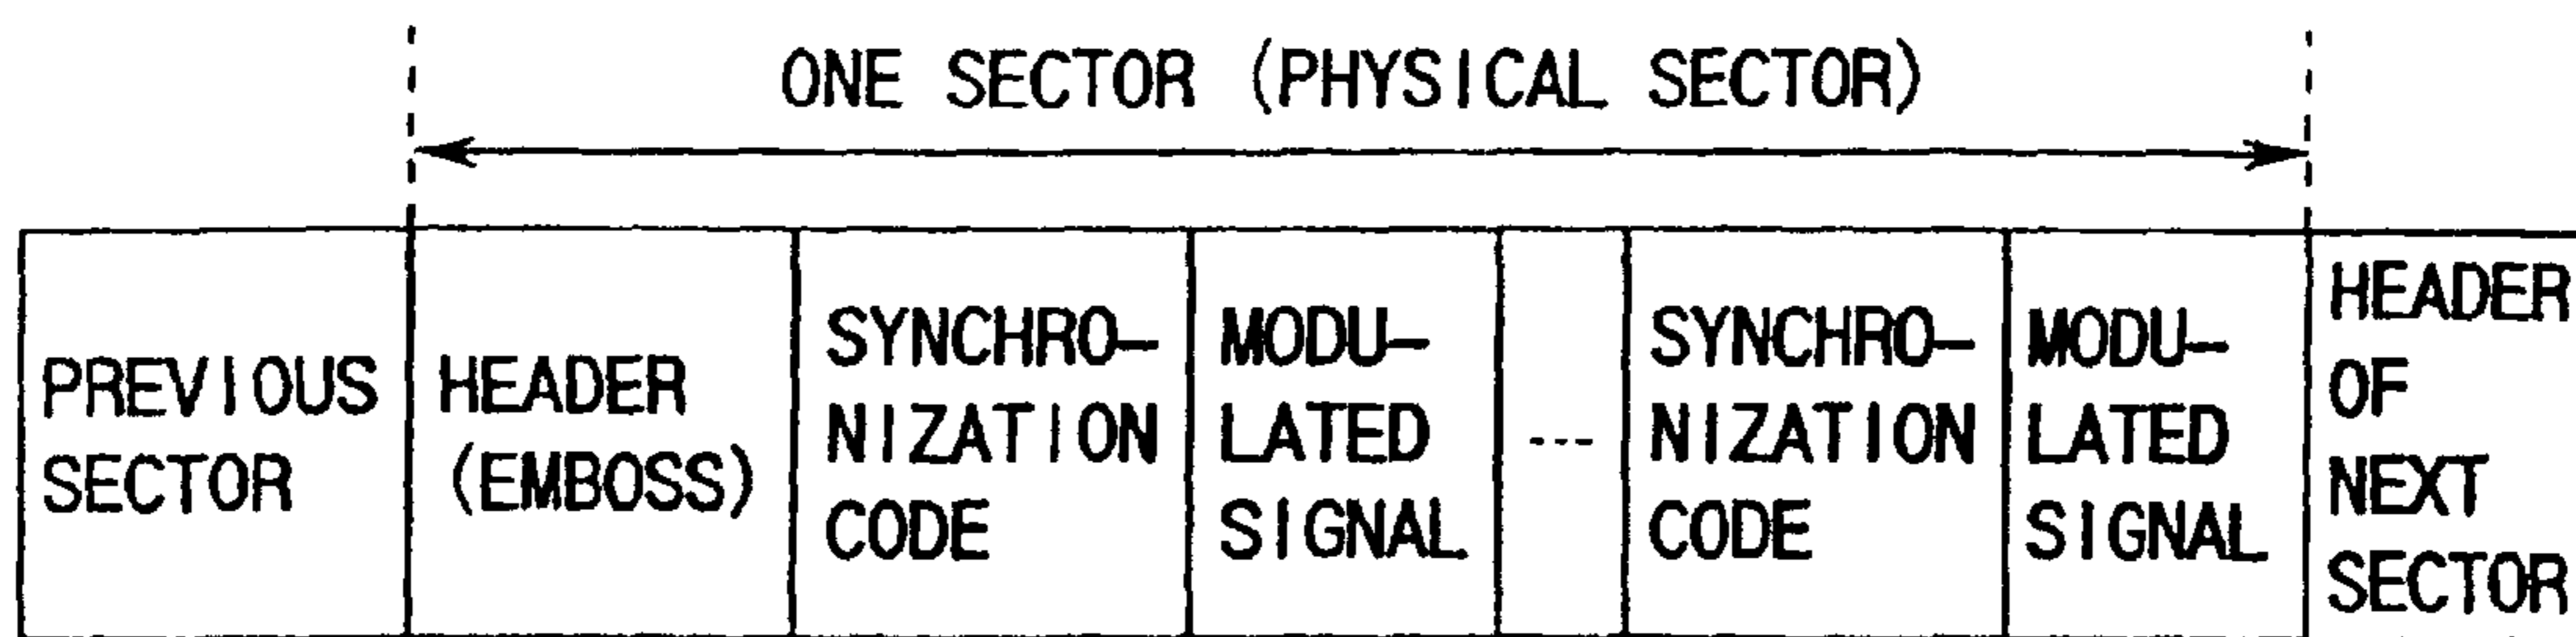 ONE SECTOR (PHYSICAL SECTOR)
PREVIOUS
SECTOR
HEADER
(EMBOSS)
SYNCHRO–
NIZATION
CODE
MODU–
LATED
SIGNAL
---
SYNCHRO–
NIZATION
CODE
MODU–
LATED
SIGNAL
HEADER
OF
NEXT
SECTOR